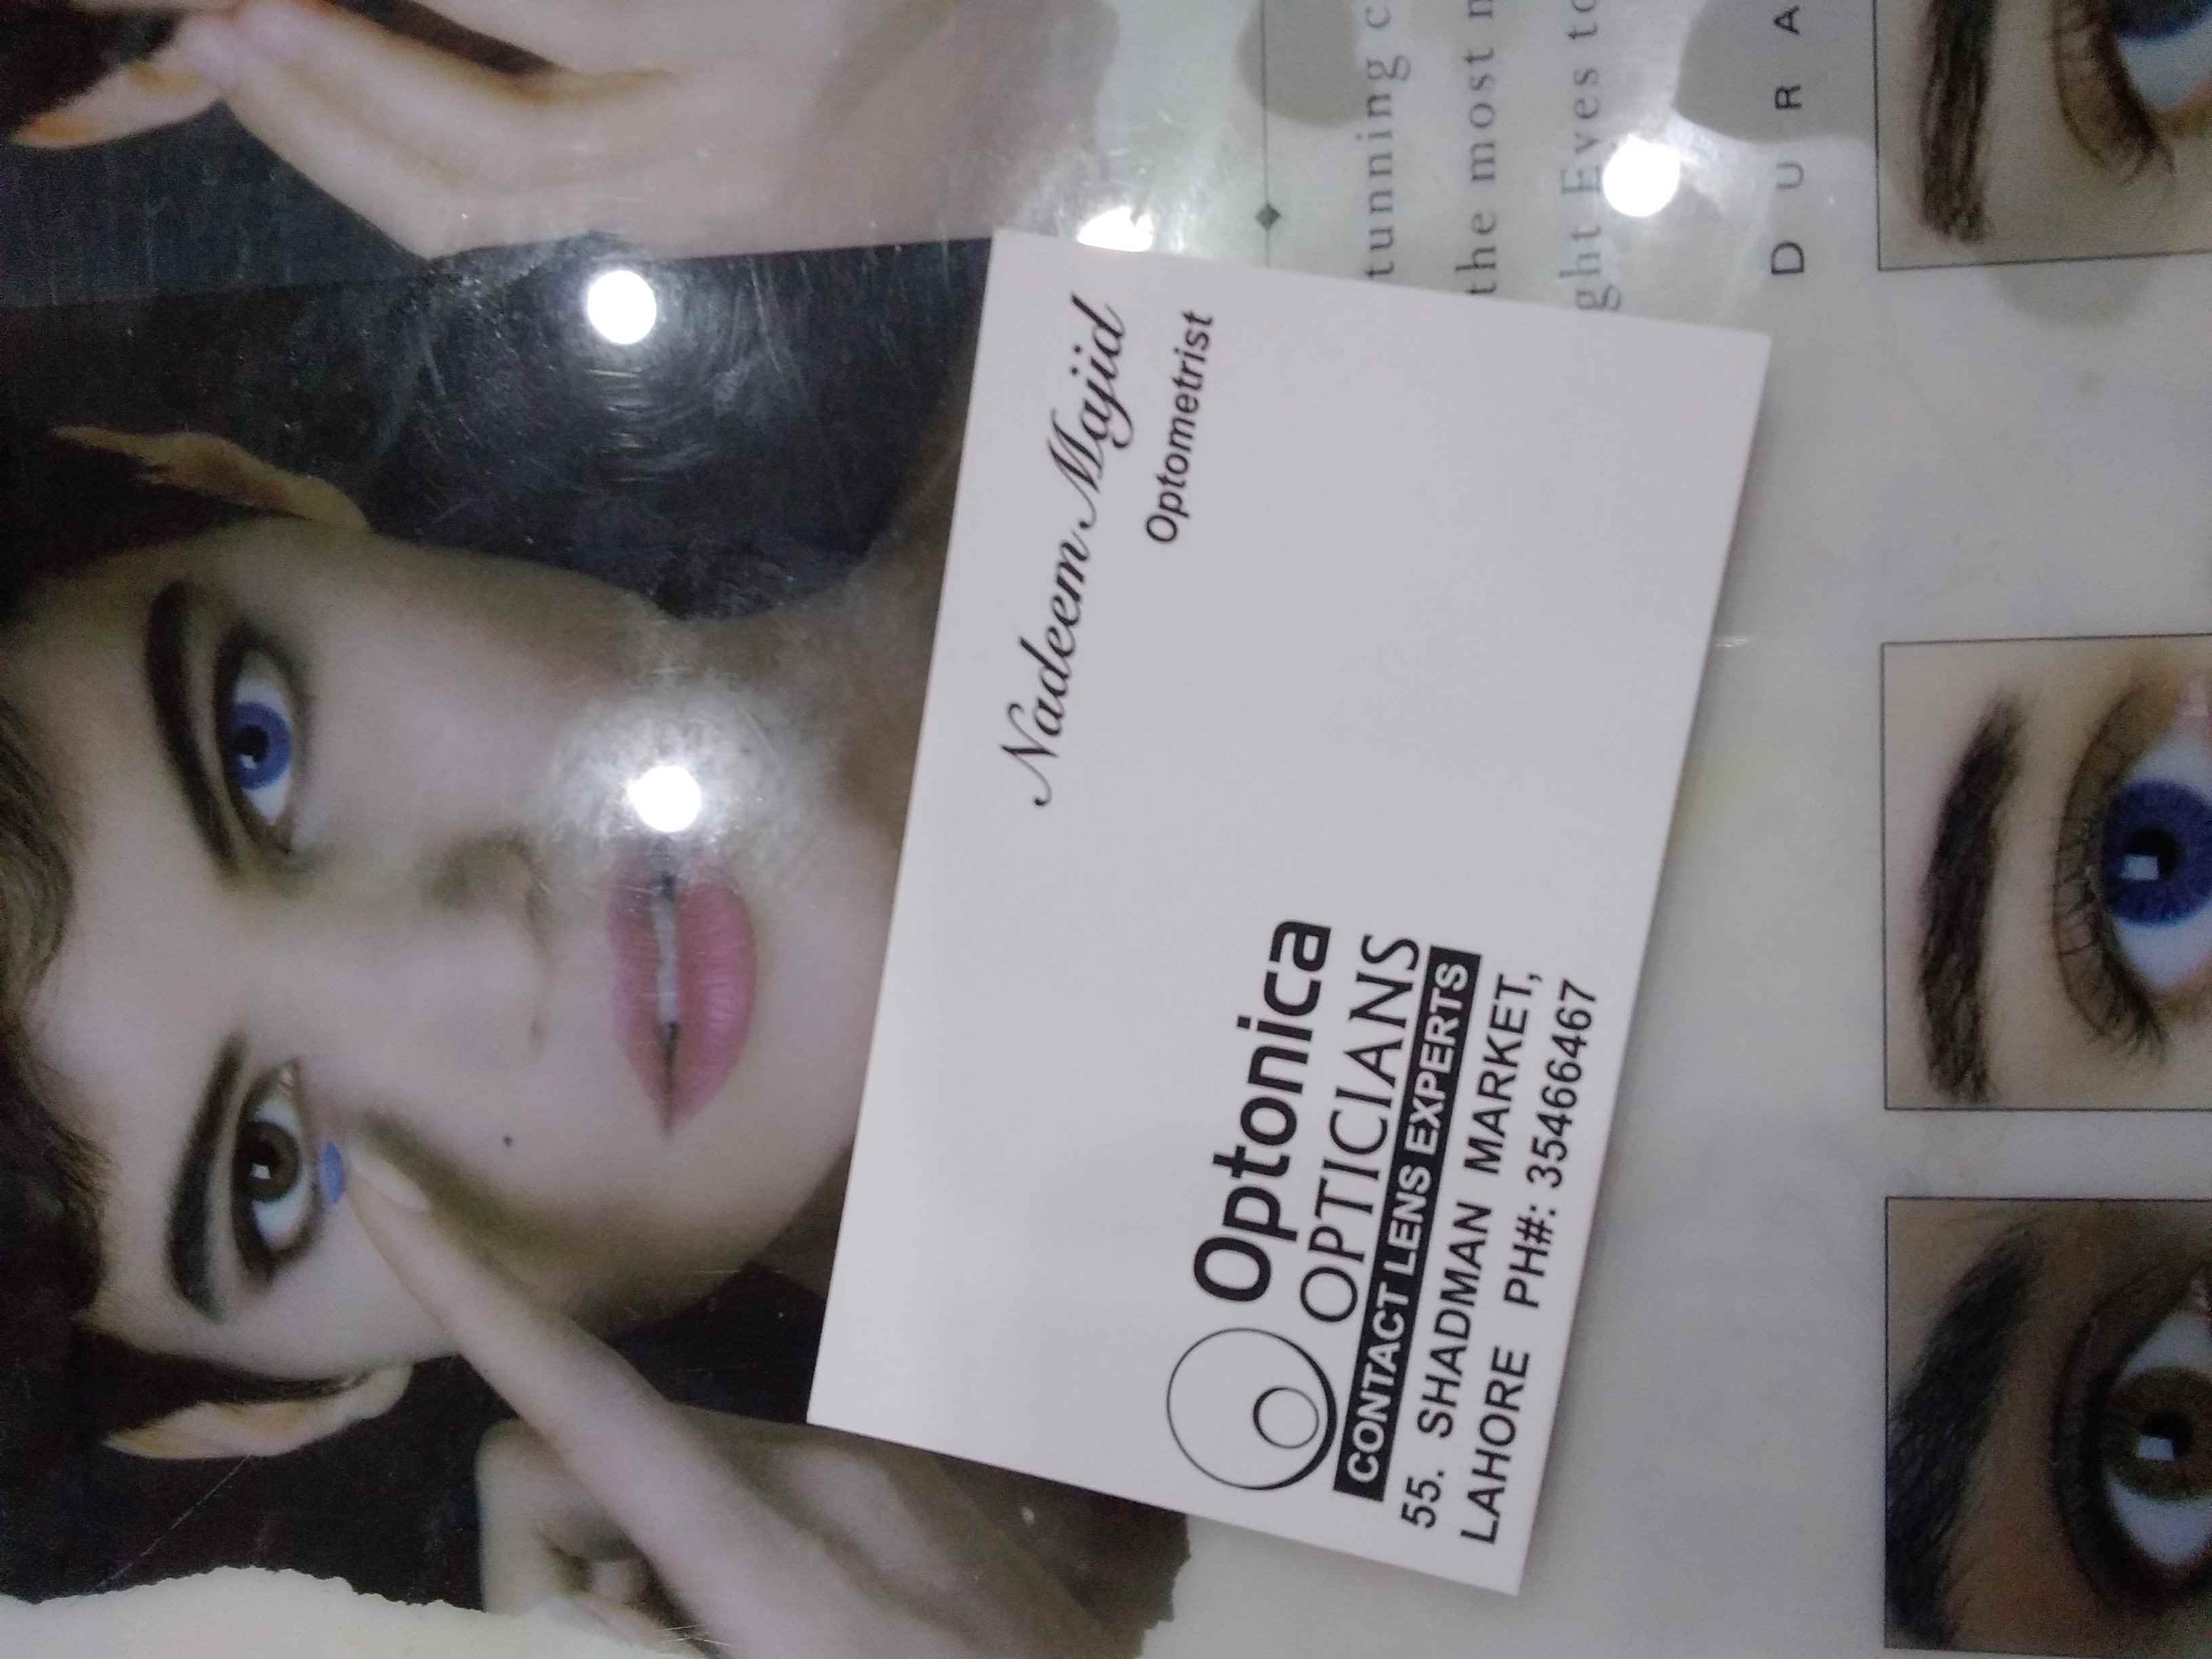 Nadeem Majid
Optometrist
Optonica
OPTICIANS
CONTACT LENS EXPERTS
55. SHADMAN MARKET,
LAHORE PH#: 35466467
tunning c
the most
ght Eyes to
DURA